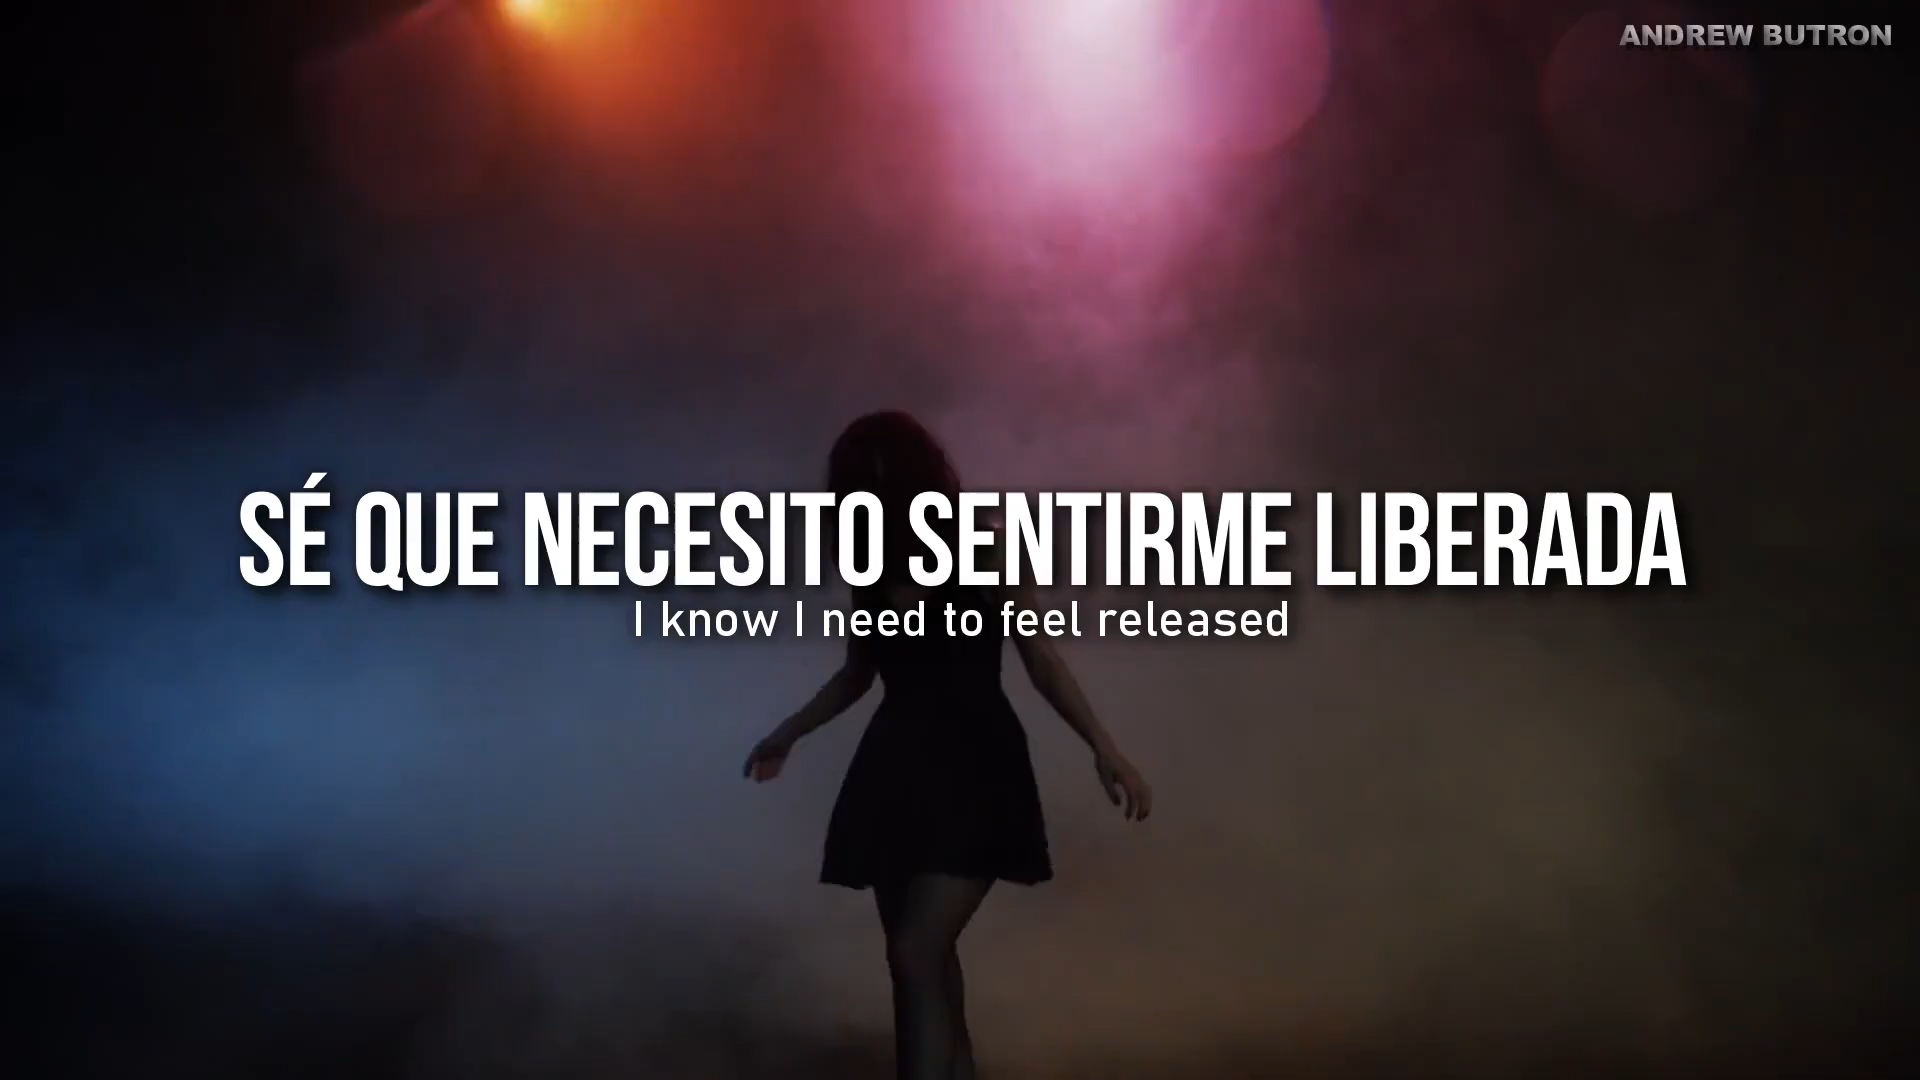 ANDREW BUTRON
SÉ QUE NECESITO SENTIRME LIBERADA
I know I need to feel released